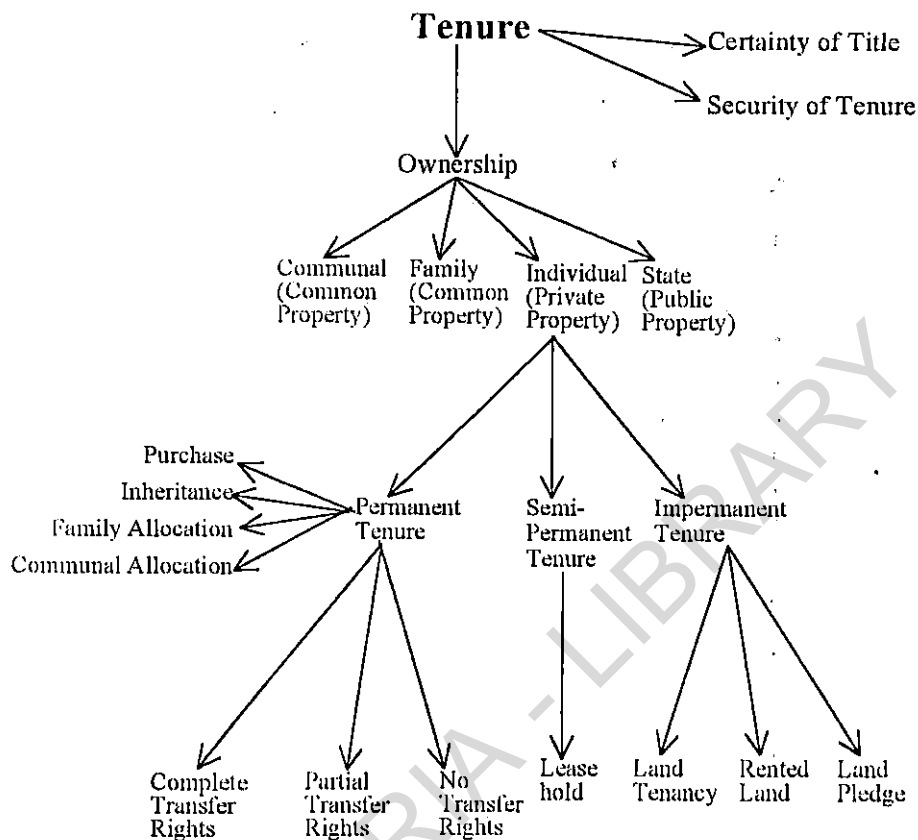 Tenure
Certainty of Title
Security of Tenure
Ownership
Communal
(Common
Property)
Family
(Common
Property)
Individual
(Private
Property)
State
(Public
Property)
Purchase
Inheritance
Family Allocation
Communal Allocation
Permanent
Tenure
Semi-
Permanent
Tenure
Impermanent
Tenure
Complete
Transfer
Rights
Partial
Transfer
Rights
No
Transfer
Rights
Lease
hold
Land
Tenancy
Rented
Land
Land
Pledge
RIA - LIBRARY